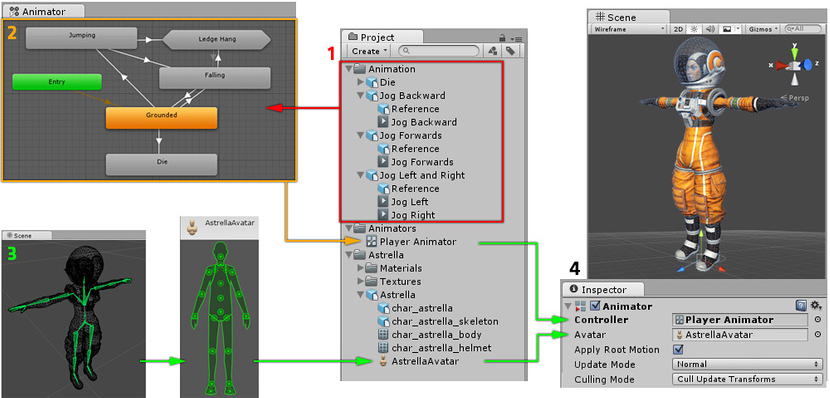 Animator
2
Jumping
Ledge Hang
Falling
Entry
Grounded
Die
1
Project
Create
Animation
Die
Jog Backward
Reference
Jog Backward
Jog Forwards
Reference
Jog Forwards
Jog Left and Right
Reference
Jog Left
Jog Right
Animators
Player Animator
Astrella
Materials
Textures
Astrella
char_astrella
char_astrella_skeleton
char_astrella_body
char_astrella_helmet
AstrellaAvatar
Scene
3
AstrellaAvatar
Scene
Wireframe 2D Gizmos All
y
x
z
Persp
4
Inspector
Animator
Controller Player Animator
Avatar AstrellaAvatar
Apply Root Motion
Update Mode Normal
Culling Mode Cull Update Transforms